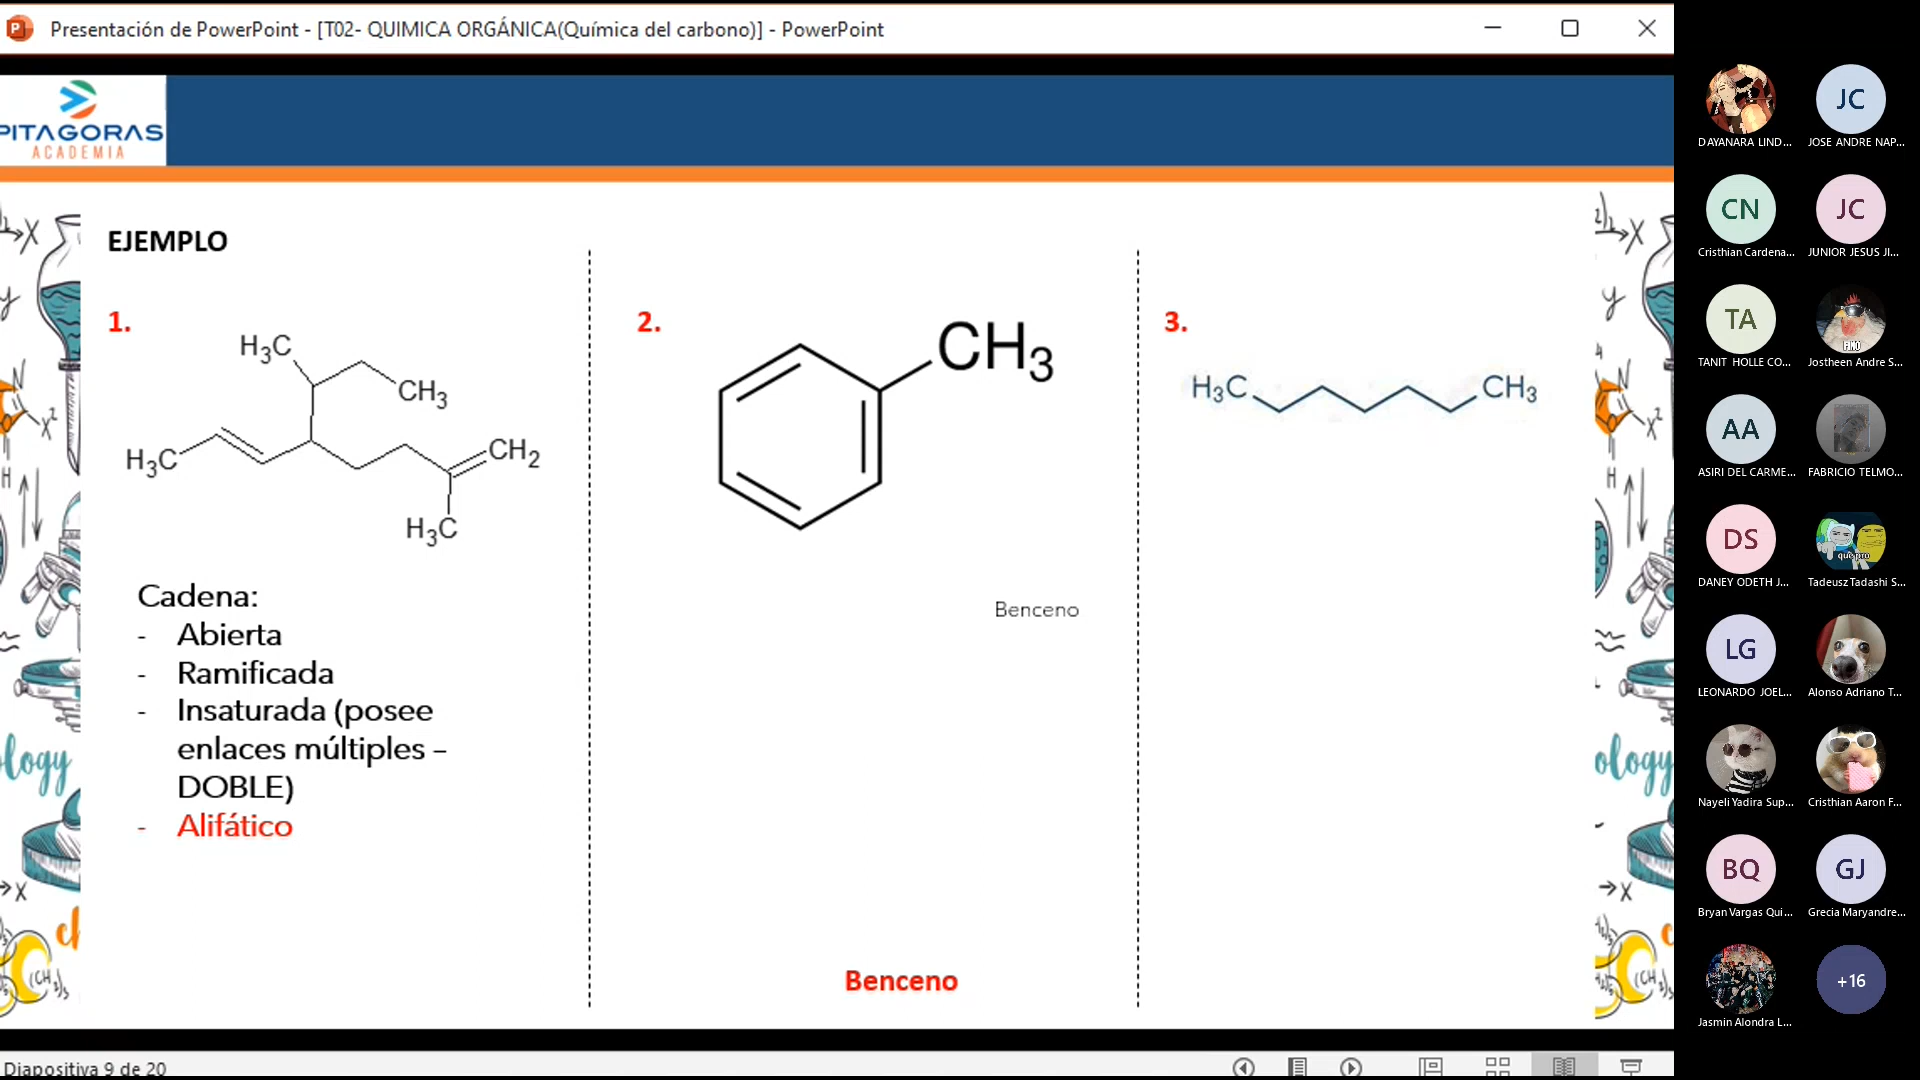 Presentación de PowerPoint - [T02- QUIMICA ORGÁNICA(Química del carbono)] - PowerPoint
PITAGORAS
ACADEMIA
EJEMPLO
1.
H₃C
CH₃
H₃C
CH₂
H₃C
Cadena:
- Abierta
- Ramificada
- Insaturada (posee
enlaces múltiples –
DOBLE)
- Alifático
2.
CH₃
Benceno
Benceno
3.
H₃C
CH₃
Diapositiva 9 de 20
DAYANARA LIND...
JC
JOSE ANDRE NAP...
CN
Cristhian Cardena...
JC
JUNIOR JESUS JI...
TA
TANIT HOLLE CO...
FINO
Jostheen Andre S...
AA
ASIRI DEL CARME...
FABRICIO TELMO...
DS
DANEY ODETH J...
que pro
Tadeusz Tadashi S...
LG
LEONARDO JOEL...
Alonso Adriano T...
Nayeli Yadira Sup...
Cristhian Aaron F...
BQ
Bryan Vargas Qui...
GJ
Grecia Maryandre...
Jasmin Alondra L...
+16